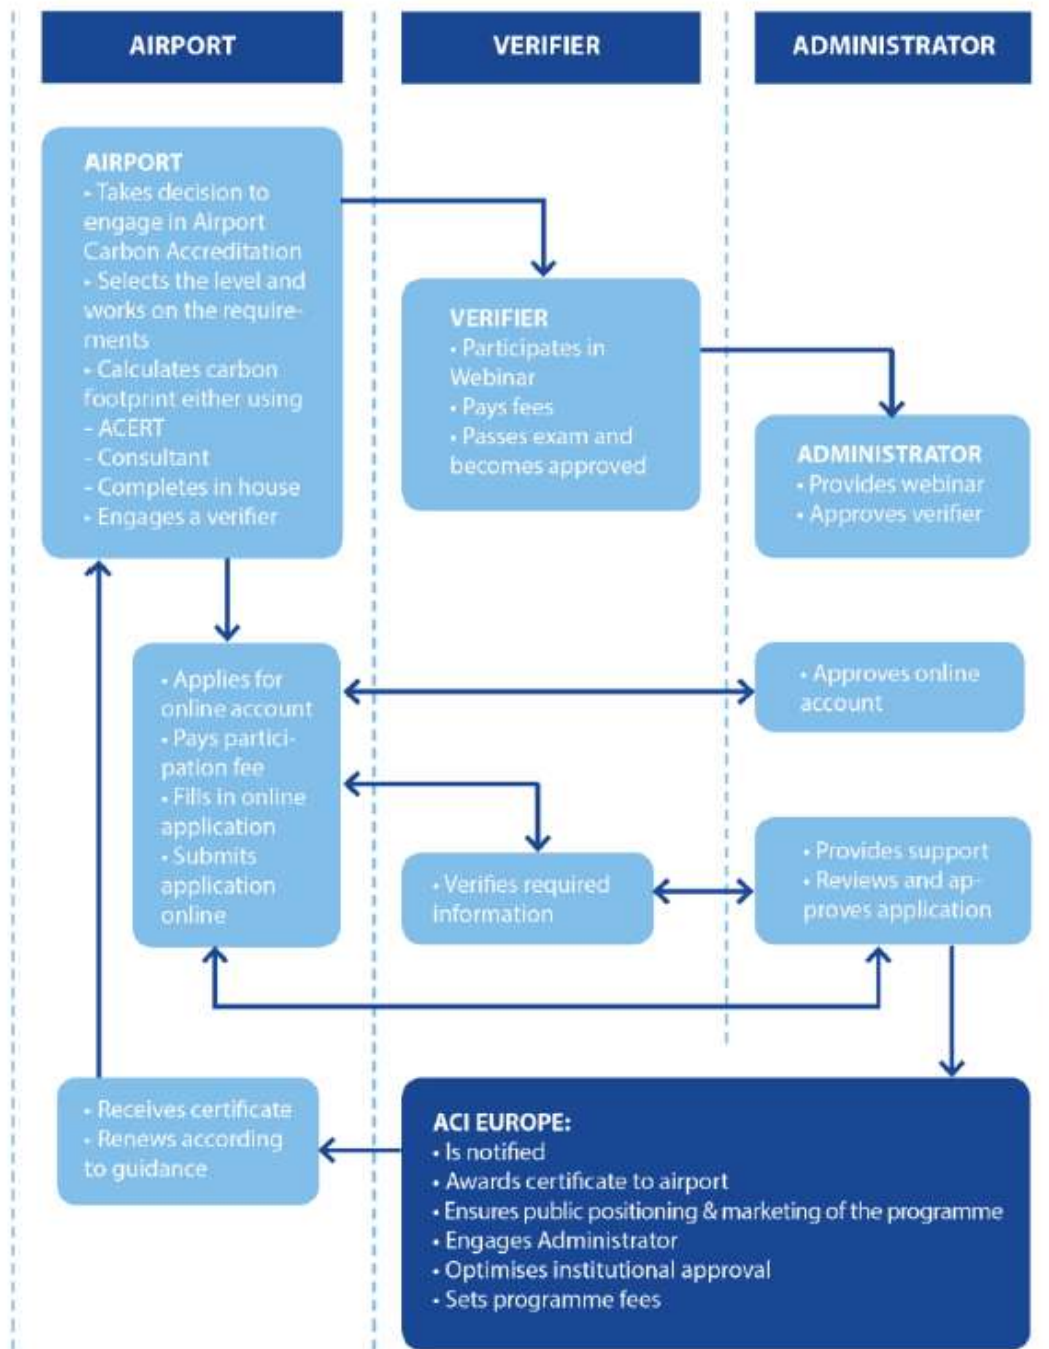 AIRPORT
VERIFIER
ADMINISTRATOR
AIRPORT
• Takes decision to
engage in Airport
Carbon Accreditation
• Selects the level and
works on the require-
ments
• Calculates carbon
footprint either using
- ACERT
- Consultant
- Completes in house
• Engages a verifier
VERIFIER
• Participates in
Webinar
• Pays fees
• Passes exam and
becomes approved
ADMINISTRATOR
• Provides webinar
• Approves verifier
• Applies for
online account
• Pays partici-
pation fee
• Fills in online
application
• Submits
application
online
• Approves online
account
• Verifies required
information
• Provides support
• Reviews and ap-
proves application
• Receives certificate
• Renews according
to guidance
ACI EUROPE:
• Is notified
• Awards certificate to airport
• Ensures public positioning & marketing of the programme
• Engages Administrator
• Optimises institutional approval
• Sets programme fees